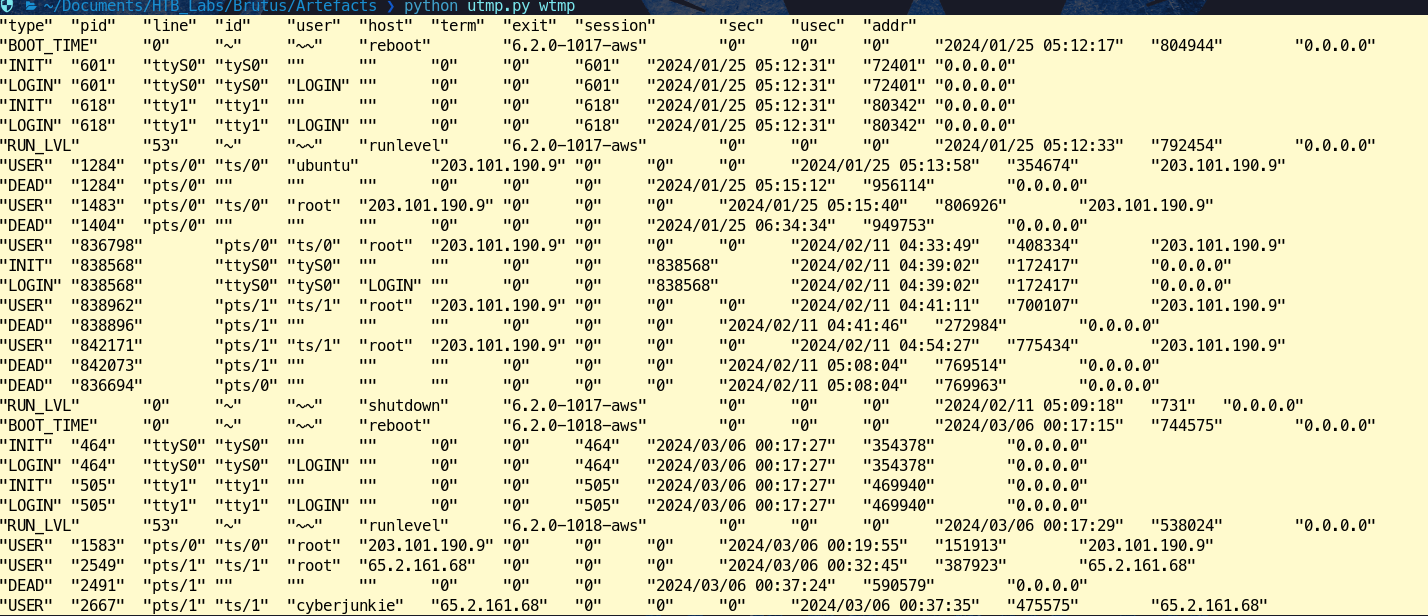 ~/Documents/HTB_Labs/Brutus/Artefacts ❯ python utmp.py wtmp
"type" "pid" "line" "id" "user" "host" "term" "exit" "session" "sec" "usec" "addr"
"BOOT_TIME" "0" "~" "~~" "reboot" "6.2.0-1017-aws" "0" "0" "0" "2024/01/25 05:12:17" "804944" "0.0.0.0"
"INIT" "601" "ttyS0" "tyS0" "" "" "0" "0" "601" "2024/01/25 05:12:31" "72401" "0.0.0.0"
"LOGIN" "601" "ttyS0" "tyS0" "LOGIN" "" "0" "0" "601" "2024/01/25 05:12:31" "72401" "0.0.0.0"
"INIT" "618" "tty1" "tty1" "" "" "0" "0" "618" "2024/01/25 05:12:31" "80342" "0.0.0.0"
"LOGIN" "618" "tty1" "tty1" "LOGIN" "" "0" "0" "618" "2024/01/25 05:12:31" "80342" "0.0.0.0"
"RUN_LVL" "53" "~" "~~" "runlevel" "6.2.0-1017-aws" "0" "0" "0" "2024/01/25 05:12:33" "792454" "0.0.0.0"
"USER" "1284" "pts/0" "ts/0" "ubuntu" "203.101.190.9" "0" "0" "0" "2024/01/25 05:13:58" "354674" "203.101.190.9"
"DEAD" "1284" "pts/0" "" "" "" "0" "0" "0" "2024/01/25 05:15:12" "956114" "0.0.0.0"
"USER" "1483" "pts/0" "ts/0" "root" "203.101.190.9" "0" "0" "0" "2024/01/25 05:15:40" "806926" "203.101.190.9"
"DEAD" "1404" "pts/0" "" "" "" "0" "0" "0" "2024/01/25 06:34:34" "949753" "0.0.0.0"
"USER" "836798" "pts/0" "ts/0" "root" "203.101.190.9" "0" "0" "0" "2024/02/11 04:33:49" "408334" "203.101.190.9"
"INIT" "838568" "ttyS0" "tyS0" "" "" "0" "0" "838568" "2024/02/11 04:39:02" "172417" "0.0.0.0"
"LOGIN" "838568" "ttyS0" "tyS0" "LOGIN" "" "0" "0" "838568" "2024/02/11 04:39:02" "172417" "0.0.0.0"
"USER" "838962" "pts/1" "ts/1" "root" "203.101.190.9" "0" "0" "0" "2024/02/11 04:41:11" "700107" "203.101.190.9"
"DEAD" "838896" "pts/1" "" "" "" "0" "0" "0" "2024/02/11 04:41:46" "272984" "0.0.0.0"
"USER" "842171" "pts/1" "ts/1" "root" "203.101.190.9" "0" "0" "0" "2024/02/11 04:54:27" "775434" "203.101.190.9"
"DEAD" "842073" "pts/1" "" "" "" "0" "0" "0" "2024/02/11 05:08:04" "769514" "0.0.0.0"
"DEAD" "836694" "pts/0" "" "" "" "0" "0" "0" "2024/02/11 05:08:04" "769963" "0.0.0.0"
"RUN_LVL" "0" "~" "~~" "shutdown" "6.2.0-1017-aws" "0" "0" "0" "2024/02/11 05:09:18" "731" "0.0.0.0"
"BOOT_TIME" "0" "~" "~~" "reboot" "6.2.0-1018-aws" "0" "0" "0" "2024/03/06 00:17:15" "744575" "0.0.0.0"
"INIT" "464" "ttyS0" "tyS0" "" "" "0" "0" "464" "2024/03/06 00:17:27" "354378" "0.0.0.0"
"LOGIN" "464" "ttyS0" "tyS0" "LOGIN" "" "0" "0" "464" "2024/03/06 00:17:27" "354378" "0.0.0.0"
"INIT" "505" "tty1" "tty1" "" "" "0" "0" "505" "2024/03/06 00:17:27" "469940" "0.0.0.0"
"LOGIN" "505" "tty1" "tty1" "LOGIN" "" "0" "0" "505" "2024/03/06 00:17:27" "469940" "0.0.0.0"
"RUN_LVL" "53" "~" "~~" "runlevel" "6.2.0-1018-aws" "0" "0" "0" "2024/03/06 00:17:29" "538024" "0.0.0.0"
"USER" "1583" "pts/0" "ts/0" "root" "203.101.190.9" "0" "0" "0" "2024/03/06 00:19:55" "151913" "203.101.190.9"
"USER" "2549" "pts/1" "ts/1" "root" "65.2.161.68" "0" "0" "0" "2024/03/06 00:32:45" "387923" "65.2.161.68"
"DEAD" "2491" "pts/1" "" "" "" "0" "0" "0" "2024/03/06 00:37:24" "590579" "0.0.0.0"
"USER" "2667" "pts/1" "ts/1" "cyberjunkie" "65.2.161.68" "0" "0" "0" "2024/03/06 00:37:35" "475575" "65.2.161.68"